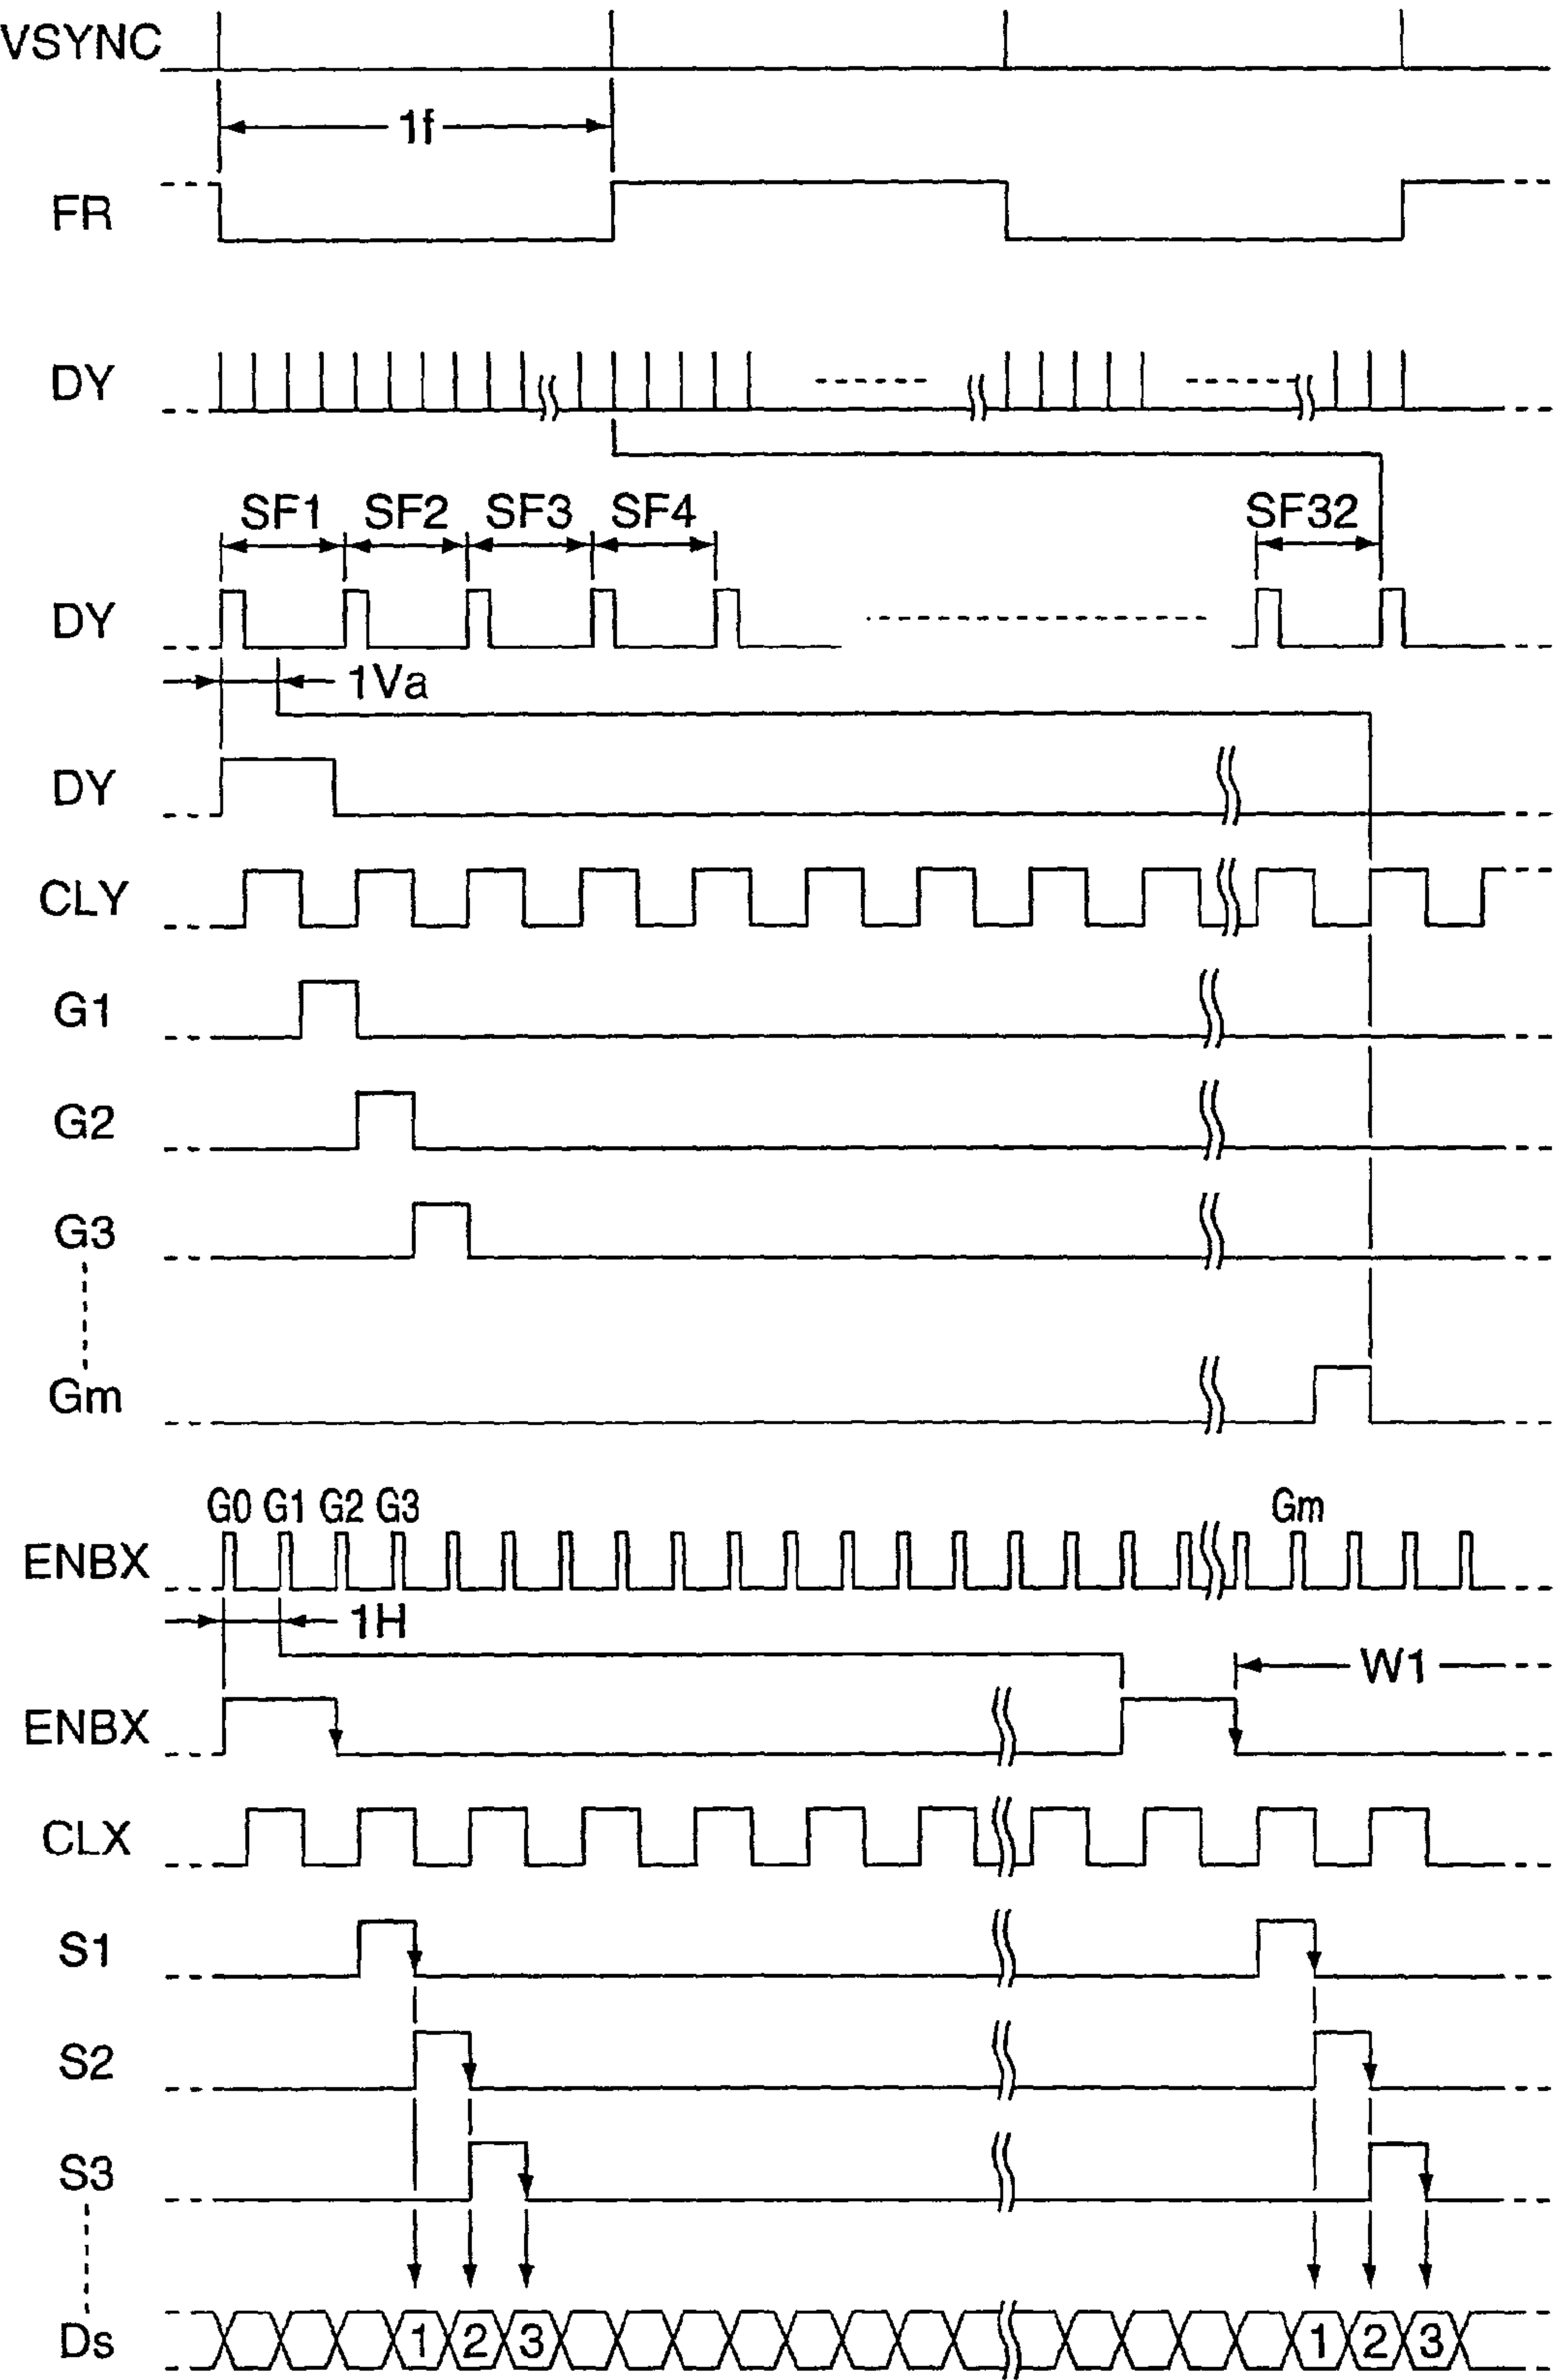 VSYNC
1f
FR
DY
SF1 SF2 SF3 SF4 SF32
DY
1Va
DY
CLY
G1
G2
G3
Gm
G0 G1 G2 G3 Gm
ENBX
1H
W1
ENBX
CLX
S1
S2
S3
Ds 1 2 3 1 2 3